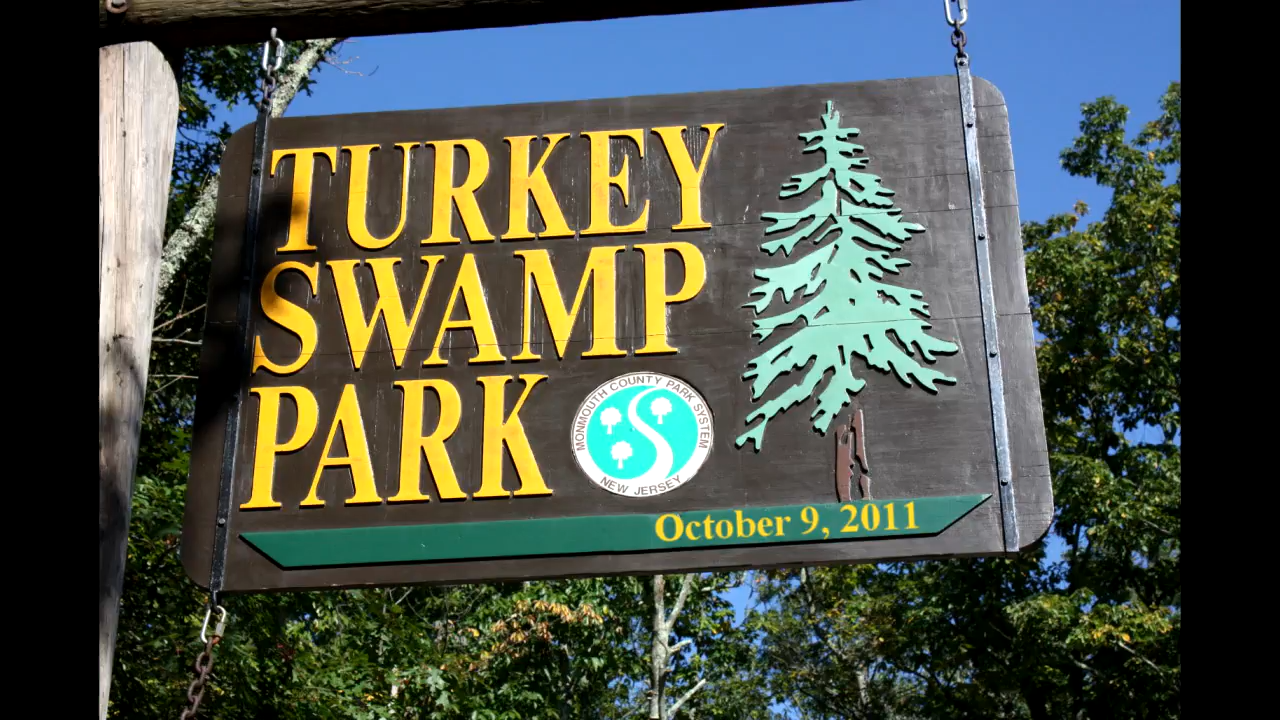 TURKEY
SWAMP
PARK
MONMOUTH COUNTY PARK SYSTEM
NEW JERSEY
October 9, 2011